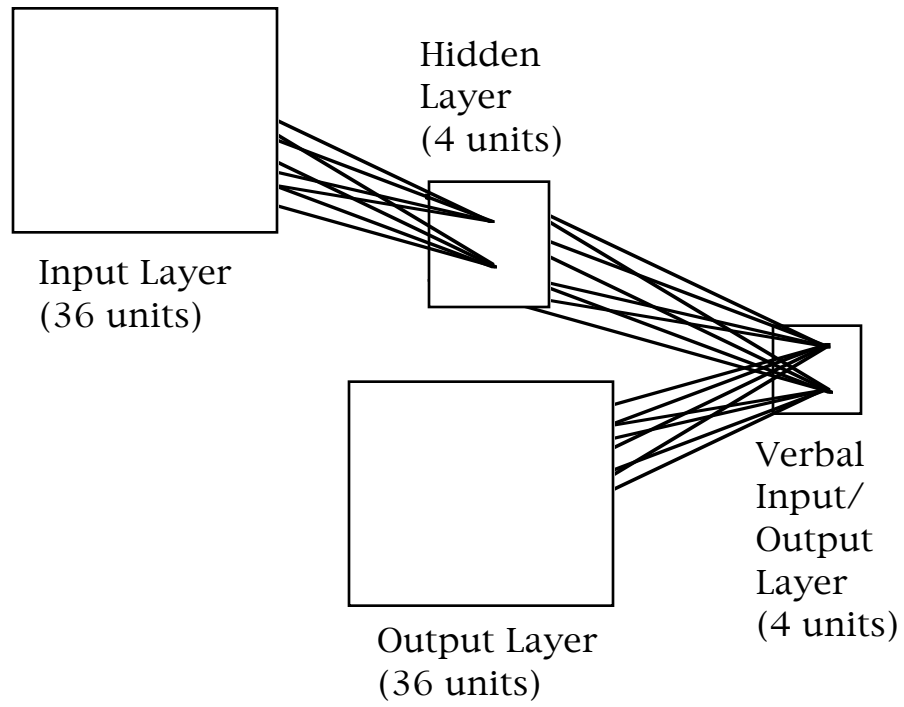 Hidden
Layer
(4 units)
Input Layer
(36 units)
Verbal
Input/
Output
Layer
(4 units)
Output Layer
(36 units)